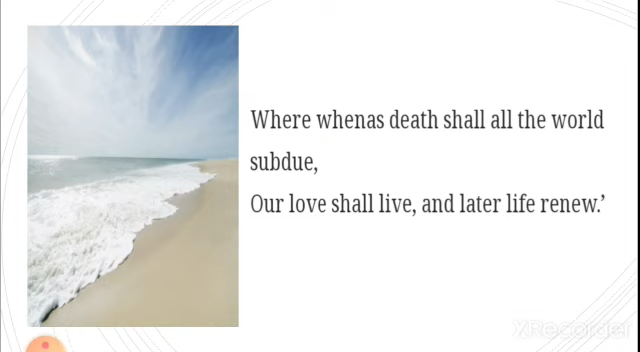 Where whenas death shall all the world
subdue,
Our love shall live, and later life renew.’
XRecorder